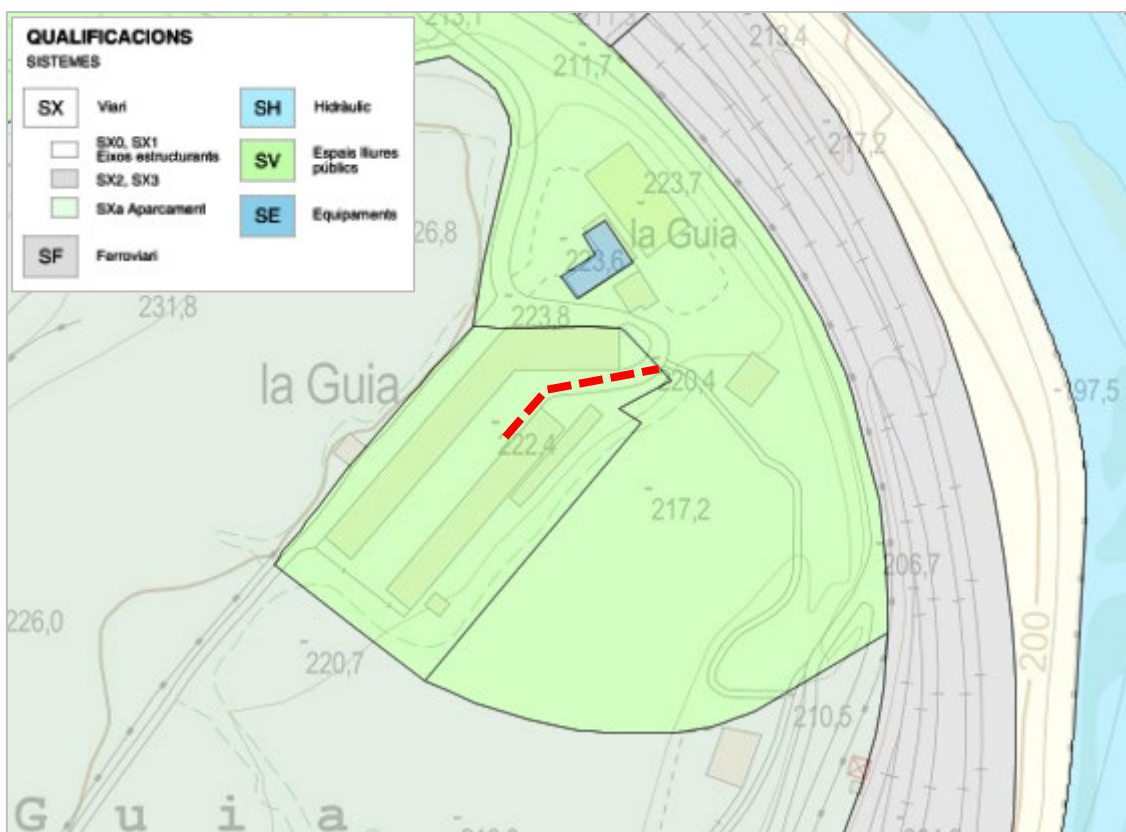 QUALIFICACIONS
SISTEMES
SX Viari
SX0, SX1
Eixos estructurants
SX2, SX3
SXa Aparcament
SF Ferroviari
SH Hidràulic
SV Espais lliures
públics
SE Equipaments
213,4
211,7
217,2
223,7
26,8
la Guia
223,6
231,8
223,8
la Guia
220,4
197,5
222,4
217,2
206,7
226,0
220,7
200
210,5
G u i a